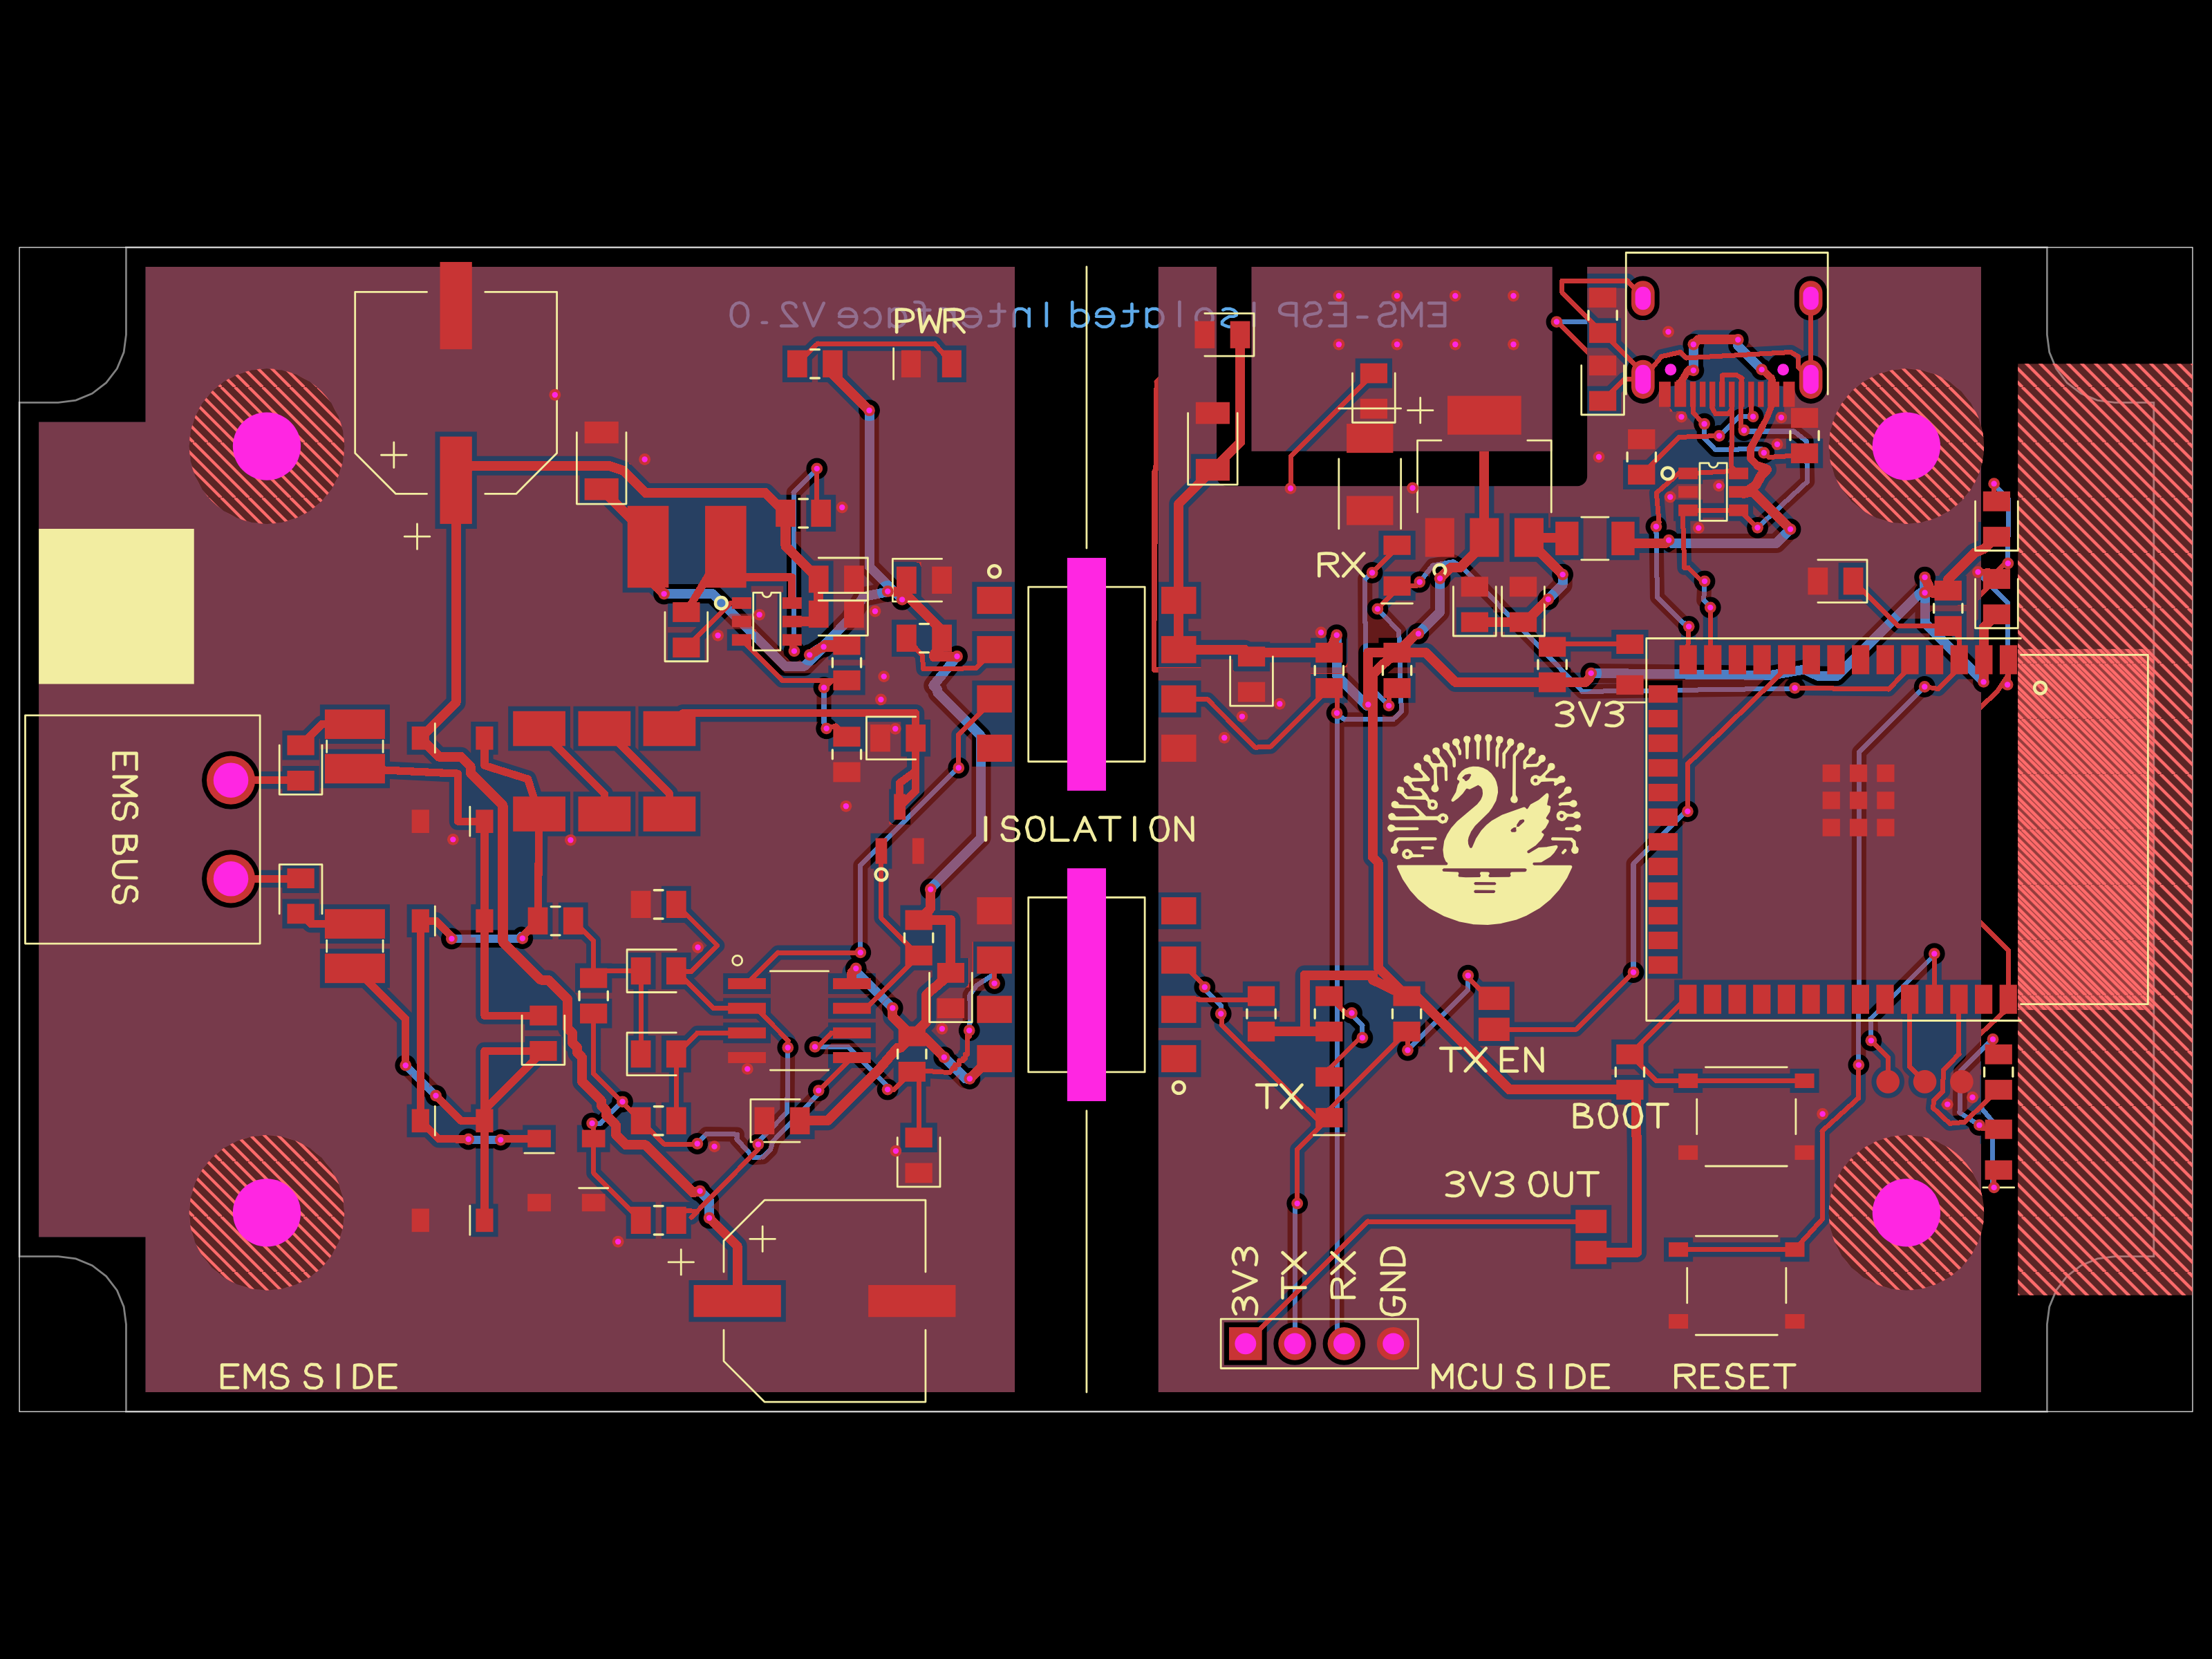 EMS-ESP Isolated Interface V2.0
PWR
RX
3V3
EMS BUS
ISOLATION
TX EN
TX
BOOT
3V3 OUT
3V3
TX
RX
GND
EMS SIDE
MCU SIDE
RESET